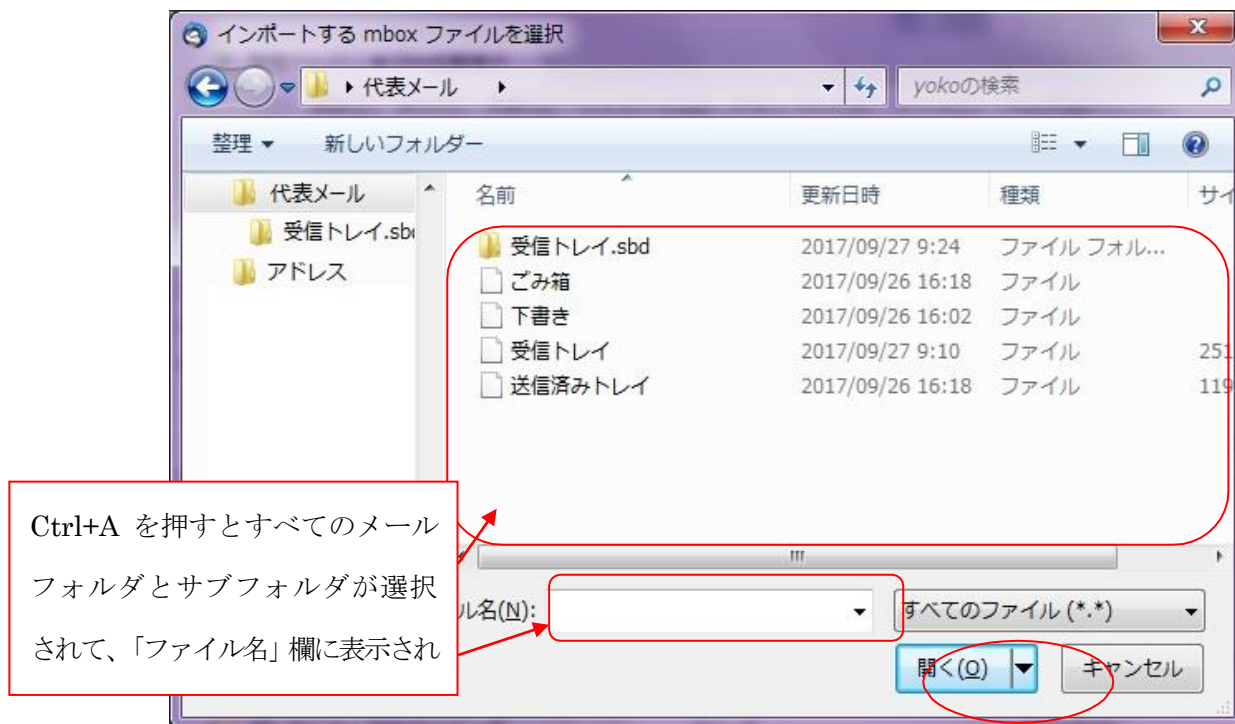 インポートする mbox ファイルを選択
代表メール
yokoの検索
整理 新しいフォルダー
代表メール
受信トレイ.sb
アドレス
名前 更新日時 種類 サイ
受信トレイ.sbd 2017/09/27 9:24 ファイル フォル...
ごみ箱 2017/09/26 16:18 ファイル
下書き 2017/09/26 16:02 ファイル
受信トレイ 2017/09/27 9:10 ファイル 251
送信済みトレイ 2017/09/26 16:18 ファイル 119
Ctrl+A を押すとすべてのメール
フォルダとサブフォルダが選択
されて、「ファイル名」欄に表示され
ル名(N): すべてのファイル (*.*)
開く(O) キャンセル